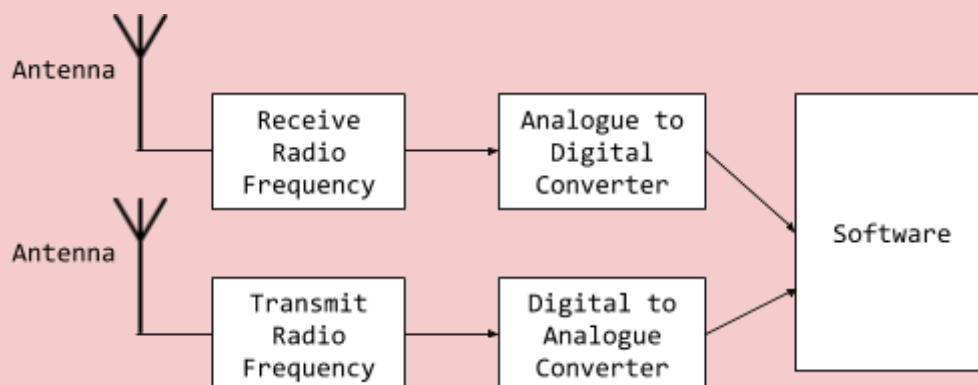 Antenna
Receive
Radio
Frequency
Analogue to
Digital
Converter
Software
Antenna
Transmit
Radio
Frequency
Digital to
Analogue
Converter